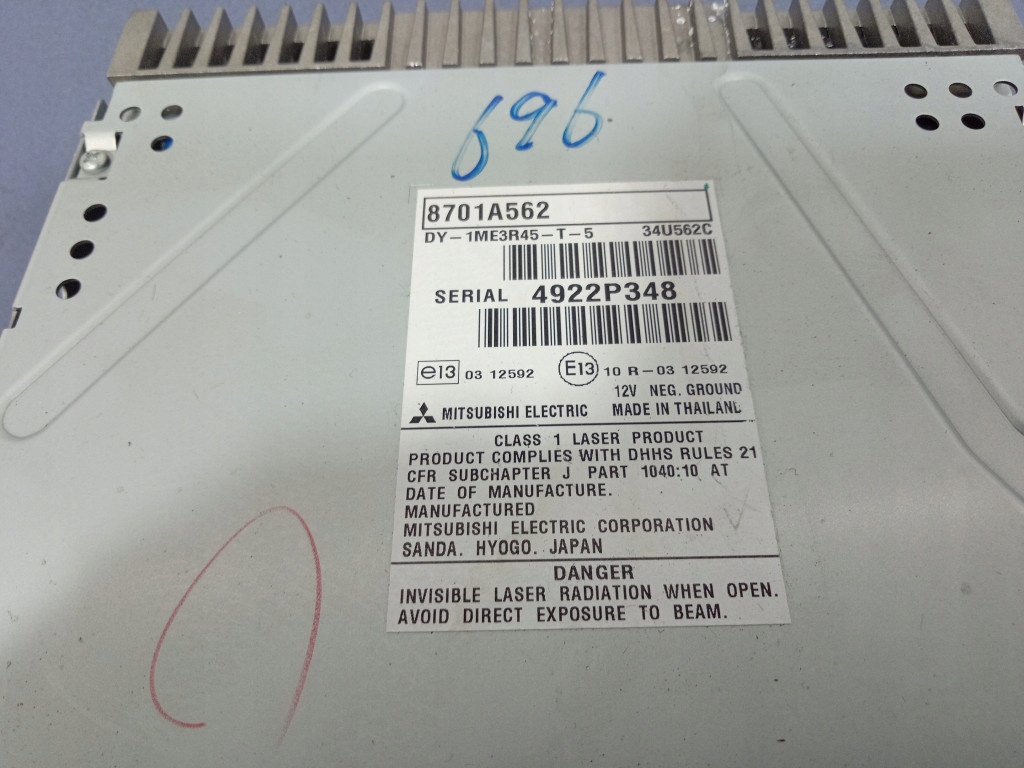 696
8701A562
DY-1ME3R45-T-5 34U562C
SERIAL 4922P348
e13 03 12592 E13 10 R-03 12592
12V NEG. GROUND
MITSUBISHI ELECTRIC MADE IN THAILAND
CLASS 1 LASER PRODUCT
PRODUCT COMPLIES WITH DHHS RULES 21
CFR SUBCHAPTER J PART 1040:10 AT
DATE OF MANUFACTURE.
MANUFACTURED
MITSUBISHI ELECTRIC CORPORATION
SANDA. HYOGO. JAPAN
DANGER
INVISIBLE LASER RADIATION WHEN OPEN.
AVOID DIRECT EXPOSURE TO BEAM.